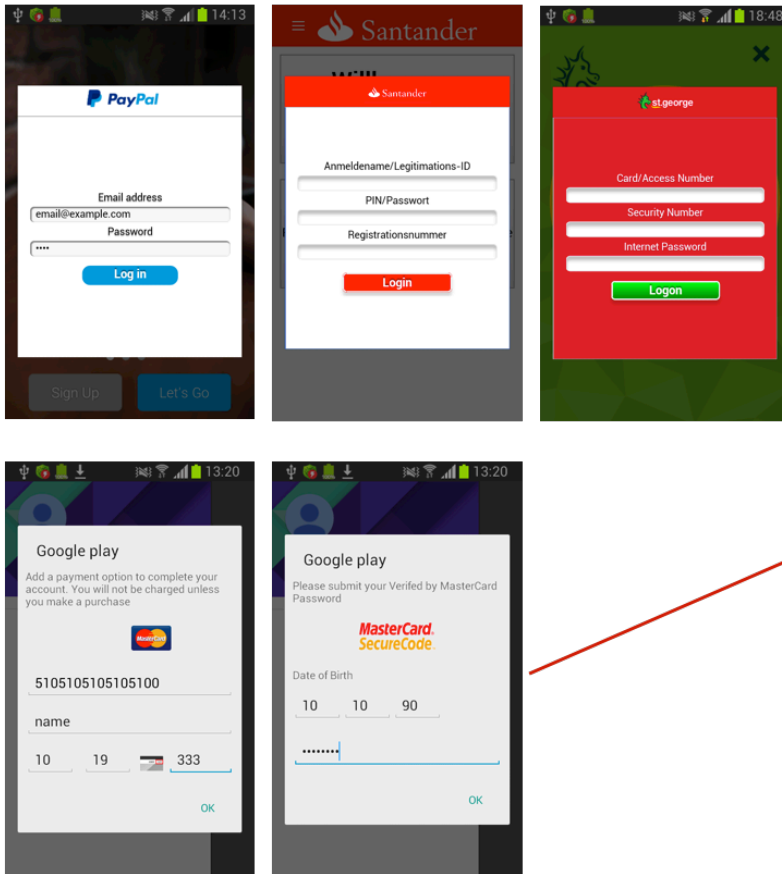 14:13
PayPal
Email address
email@example.com
Password
••••
Log in
Sign Up
Let's Go
Santander
Santander
Anmeldename/Legitimations-ID
PIN/Passwort
Registrationsnummer
Login
18:48
st.george
Card/Access Number
Security Number
Internet Password
Logon
13:20
Google play
Add a payment option to complete your
account. You will not be charged unless
you make a purchase
MasterCard
5105105105105100
name
10 19 333
OK
13:20
Google play
Please submit your Verifed by MasterCard
Password
MasterCard.
SecureCode.
Date of Birth
10 10 90
••••••••
OK